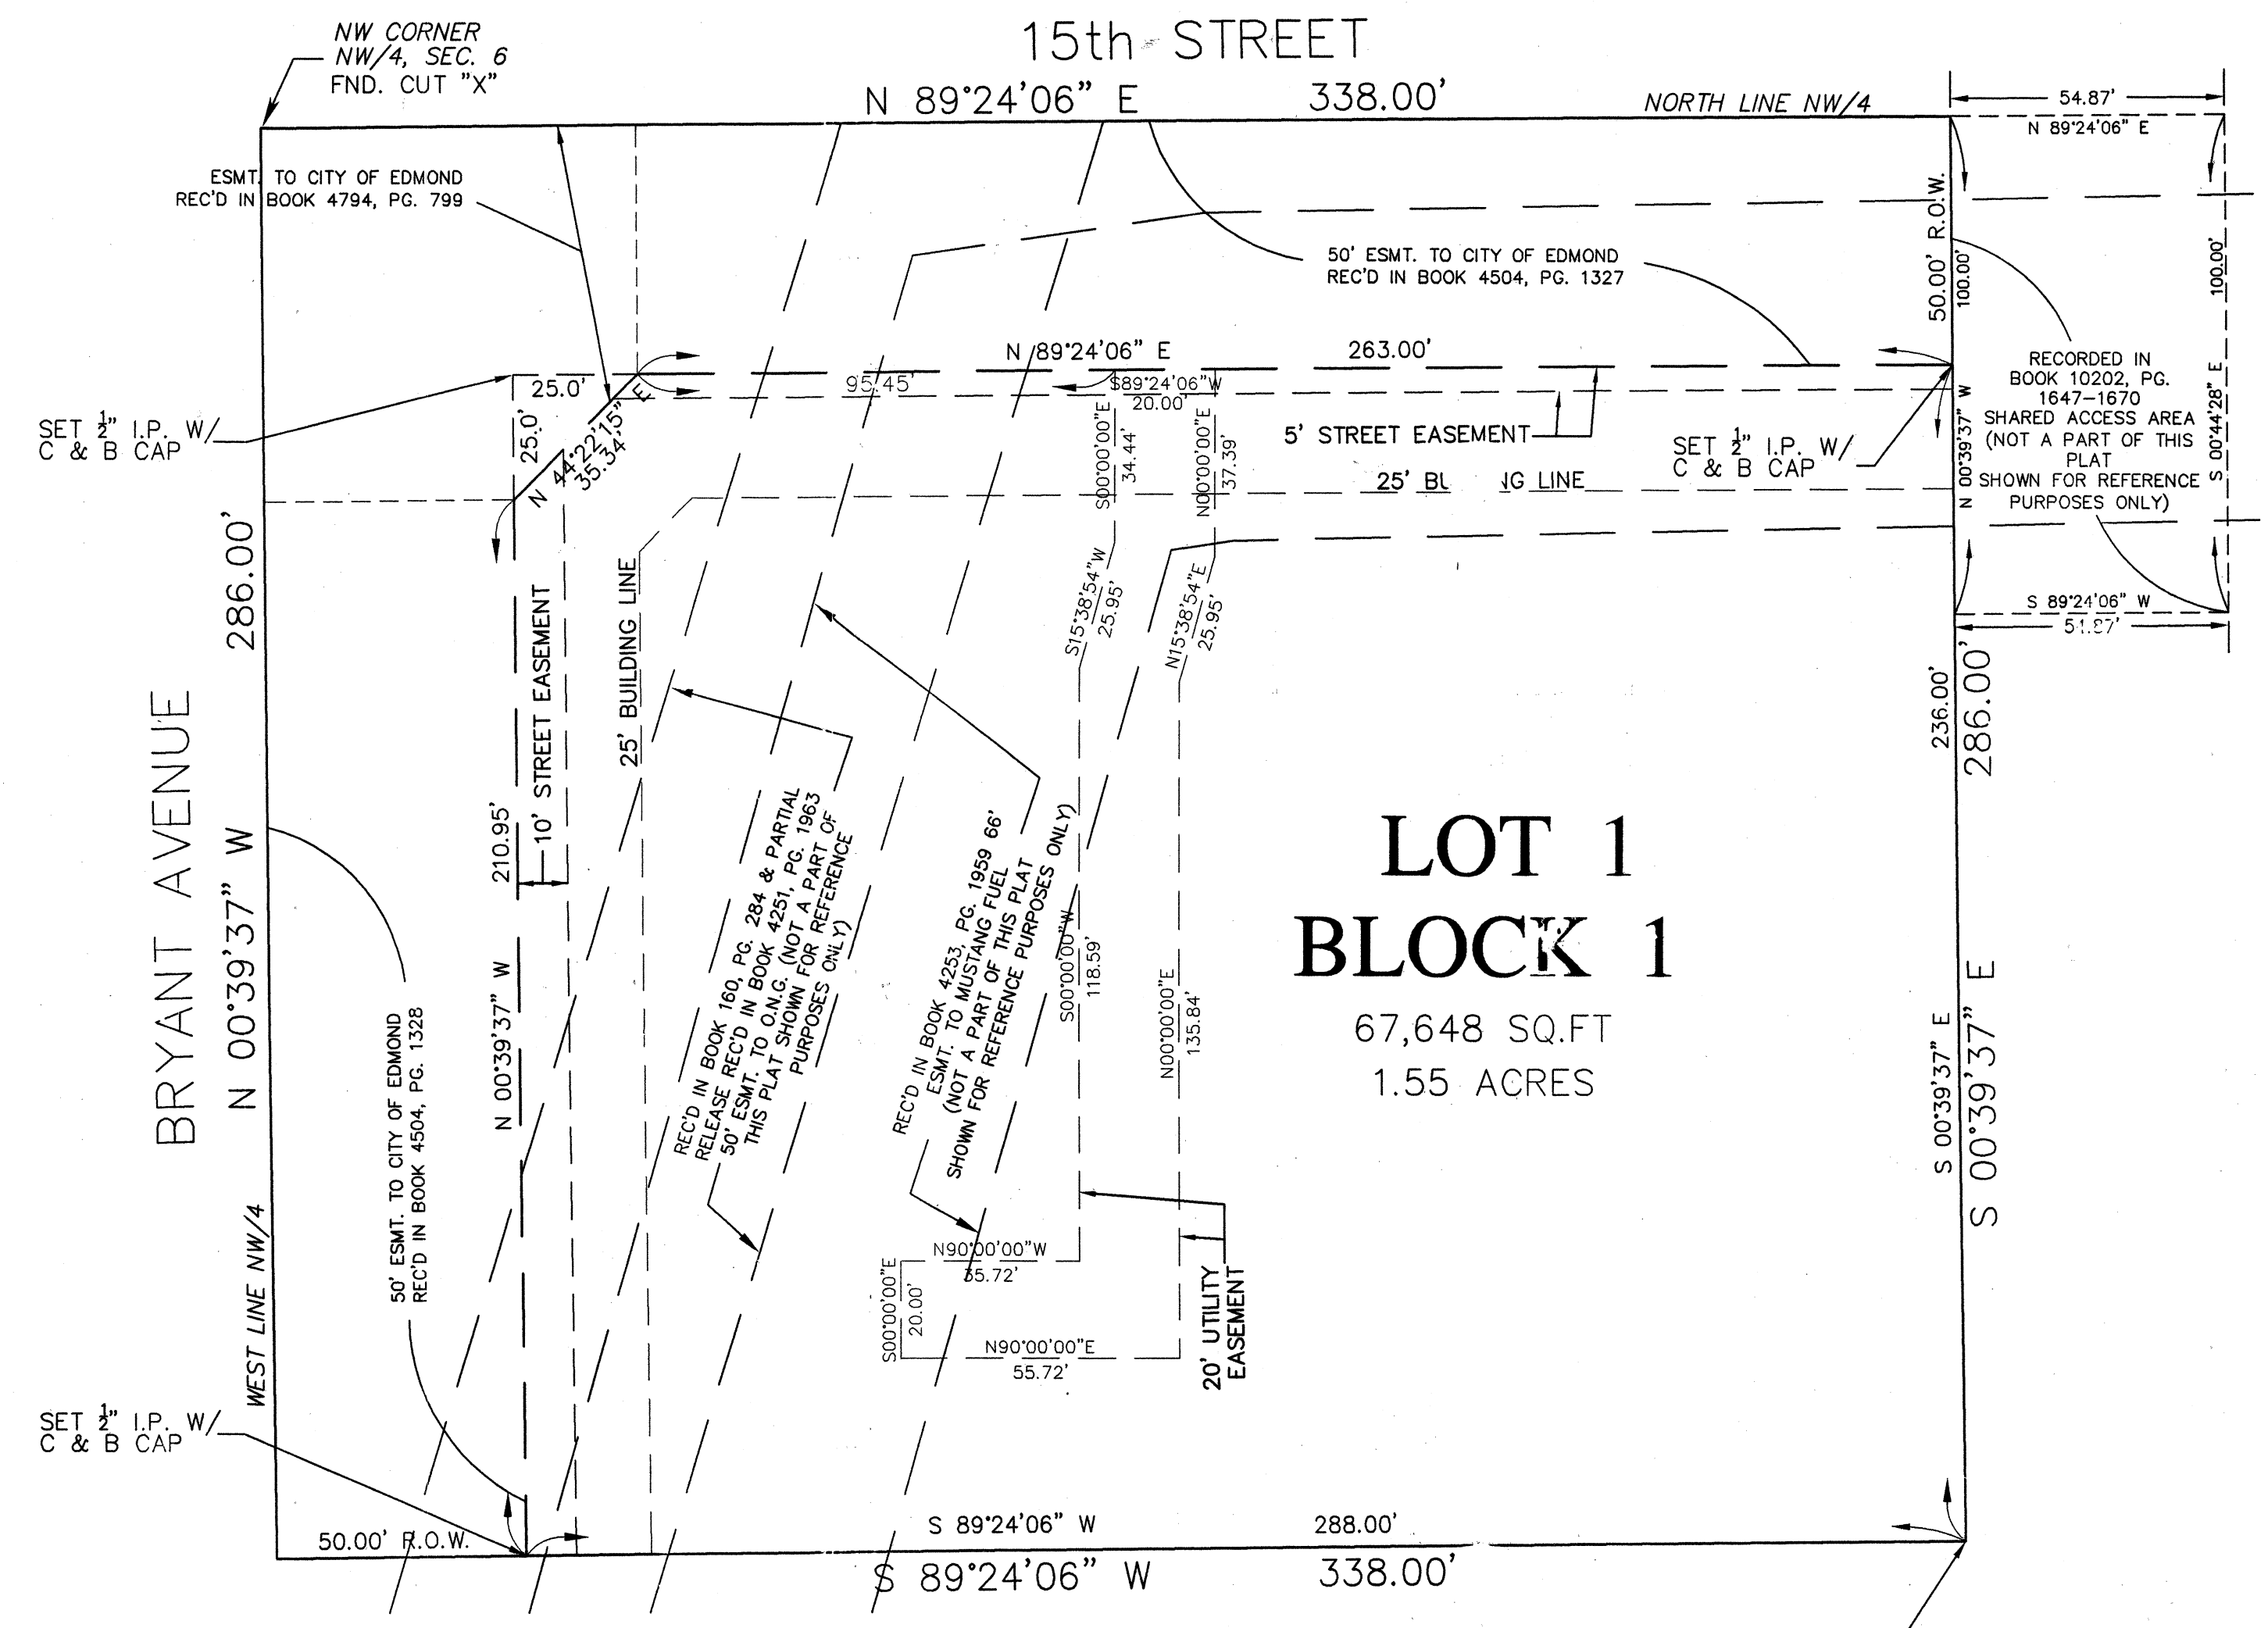 15th STREET
NW CORNER
NW/4, SEC. 6
FND. CUT "X"
N 89°24'06" E 338.00'
NORTH LINE NW/4
54.87'
N 89°24'06" E
ESMT. TO CITY OF EDMOND
REC'D IN BOOK 4794, PG. 799
50' ESMT. TO CITY OF EDMOND
REC'D IN BOOK 4504, PG. 1327
50.00' R.O.W.
100.00'
N 00°39'37" W
S 00°44'28" E 100.00'
RECORDED IN
BOOK 10202, PG.
1647-1670
SHARED ACCESS AREA
(NOT A PART OF THIS
PLAT
SHOWN FOR REFERENCE
PURPOSES ONLY)
S 89°24'06" W
N 89°24'06" E 263.00'
25.0'
25.0'
N 44°22'15" E
35.34'
95.45'
S89°24'06"W
20.00'
SET ½" I.P. W/
C & B CAP
5' STREET EASEMENT
SET ½" I.P. W/
C & B CAP
25' BU NG LINE
S00°00'00"E
34.44'
N00°00'00"E
37.39'
S15°38'54"W
25.95'
N15°38'54"E
25.95'
286.00'
BRYANT AVENUE
N 00°39'37" W
WEST LINE NW/4
10' STREET EASEMENT
25' BUILDING LINE
210.95'
N 00°39'37" W
50' ESMT. TO CITY OF EDMOND
REC'D IN BOOK 4504, PG. 1328
REC'D IN BOOK 160, PG. 284 & PARTIAL
RELEASE REC'D IN BOOK 4251, PG. 1963
50' ESMT. TO O.N.G. (NOT A PART OF
THIS PLAT SHOWN FOR REFERENCE
PURPOSES ONLY)
REC'D IN BOOK 4253, PG. 1959 66'
ESMT. TO MUSTANG FUEL
(NOT A PART OF THIS PLAT
SHOWN FOR REFERENCE PURPOSES ONLY)
S00°00'00"W
118.59'
N00°00'00"E
135.84'
LOT 1
BLOCK 1
67,648 SQ.FT
1.55 ACRES
236.00'
286.00'
S 00°39'37" E
S 00°39'37" E
N90°00'00"W
35.72'
S00°00'00"E
20.00'
N90°00'00"E
55.72'
20' UTILITY
EASEMENT
SET ½" I.P. W/
C & B CAP
50.00' R.O.W.
S 89°24'06" W 288.00'
S 89°24'06" W 338.00'